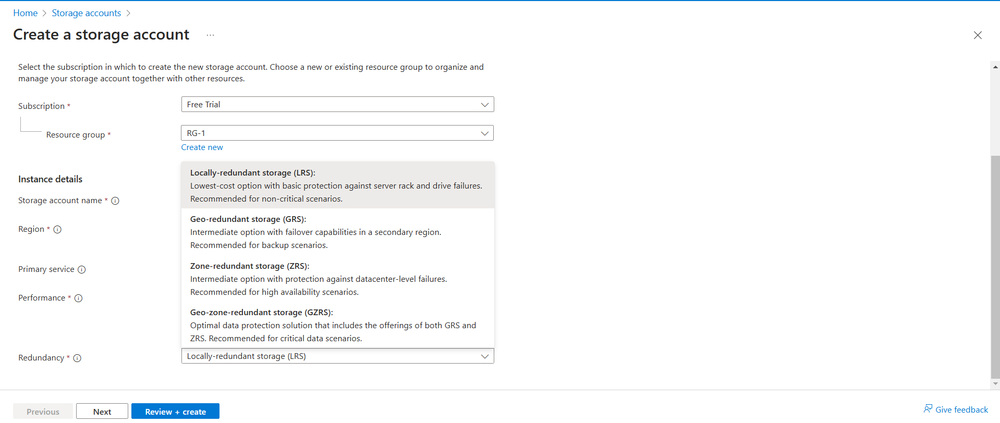 Home > Storage accounts >
Create a storage account ...
Select the subscription in which to create the new storage account. Choose a new or existing resource group to organize and
manage your storage account together with other resources.
Subscription *
Free Trial
Resource group *
RG-1
Create new
Instance details
Storage account name *
Region *
Primary service
Performance *
Locally-redundant storage (LRS):
Lowest-cost option with basic protection against server rack and drive failures.
Recommended for non-critical scenarios.
Geo-redundant storage (GRS):
Intermediate option with failover capabilities in a secondary region.
Recommended for backup scenarios.
Zone-redundant storage (ZRS):
Intermediate option with protection against datacenter-level failures.
Recommended for high availability scenarios.
Geo-zone-redundant storage (GZRS):
Optimal data protection solution that includes the offerings of both GRS and
ZRS. Recommended for critical data scenarios.
Redundancy *
Locally-redundant storage (LRS)
Previous
Next
Review + create
Give feedback